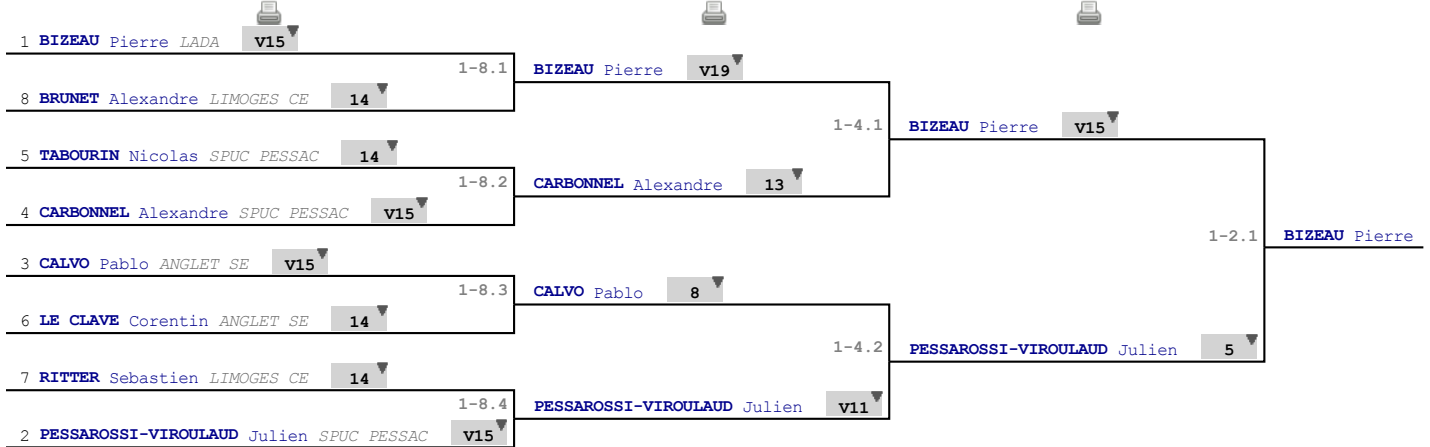 1 BIZEAU Pierre LADA V15
1-8.1
8 BRUNET Alexandre LIMOGES CE 14
5 TABOURIN Nicolas SPUC PESSAC 14
1-8.2
4 CARBONNEL Alexandre SPUC PESSAC V15
3 CALVO Pablo ANGLET SE V15
1-8.3
6 LE CLAVE Corentin ANGLET SE 14
7 RITTER Sebastien LIMOGES CE 14
1-8.4
2 PESSAROSSI-VIROULAUD Julien SPUC PESSAC V15
BIZEAU Pierre V19
1-4.1
CARBONNEL Alexandre 13
CALVO Pablo 8
1-4.2
PESSAROSSI-VIROULAUD Julien V11
BIZEAU Pierre V15
1-2.1
PESSAROSSI-VIROULAUD Julien 5
BIZEAU Pierre